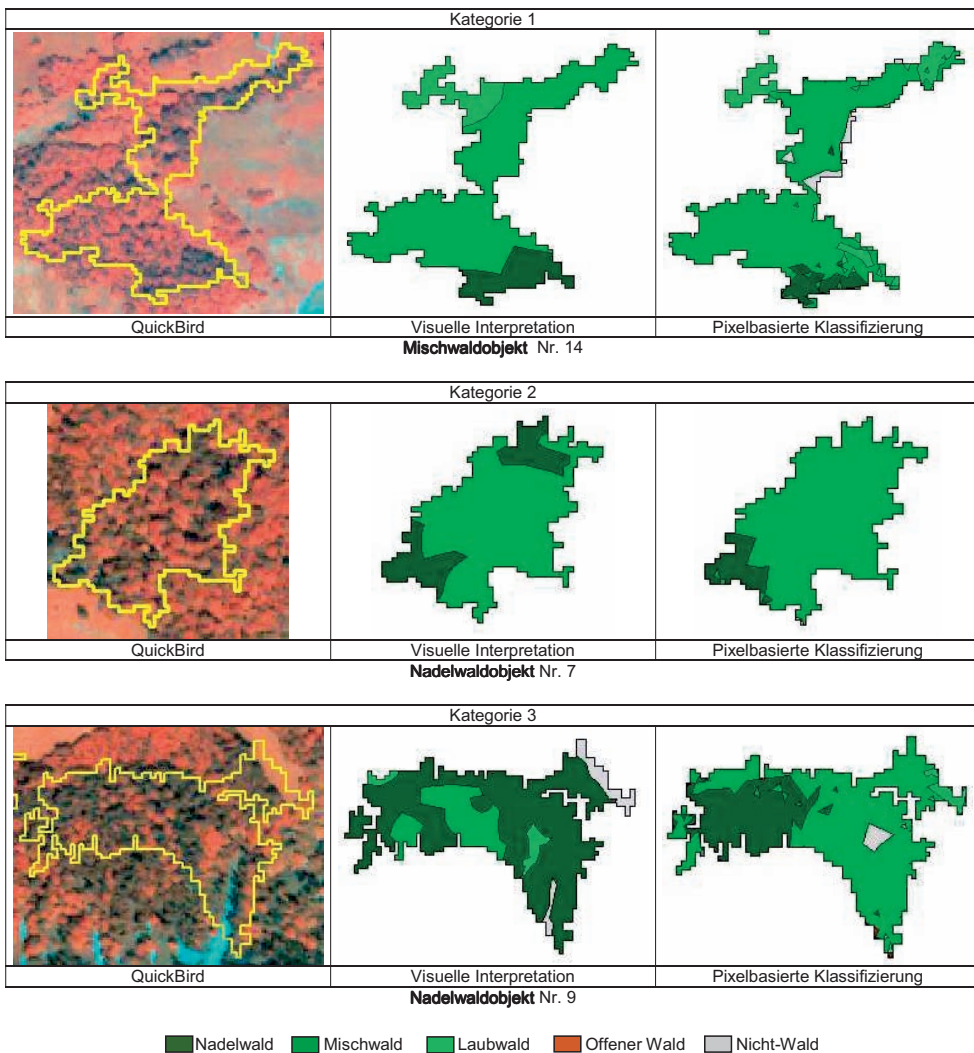 Kategorie 1
QuickBird Visuelle Interpretation Pixelbasierte Klassifizierung
Mischwaldobjekt Nr. 14
Kategorie 2
QuickBird Visuelle Interpretation Pixelbasierte Klassifizierung
Nadelwaldobjekt Nr. 7
Kategorie 3
QuickBird Visuelle Interpretation Pixelbasierte Klassifizierung
Nadelwaldobjekt Nr. 9
Nadelwald Mischwald Laubwald Offener Wald Nicht-Wald